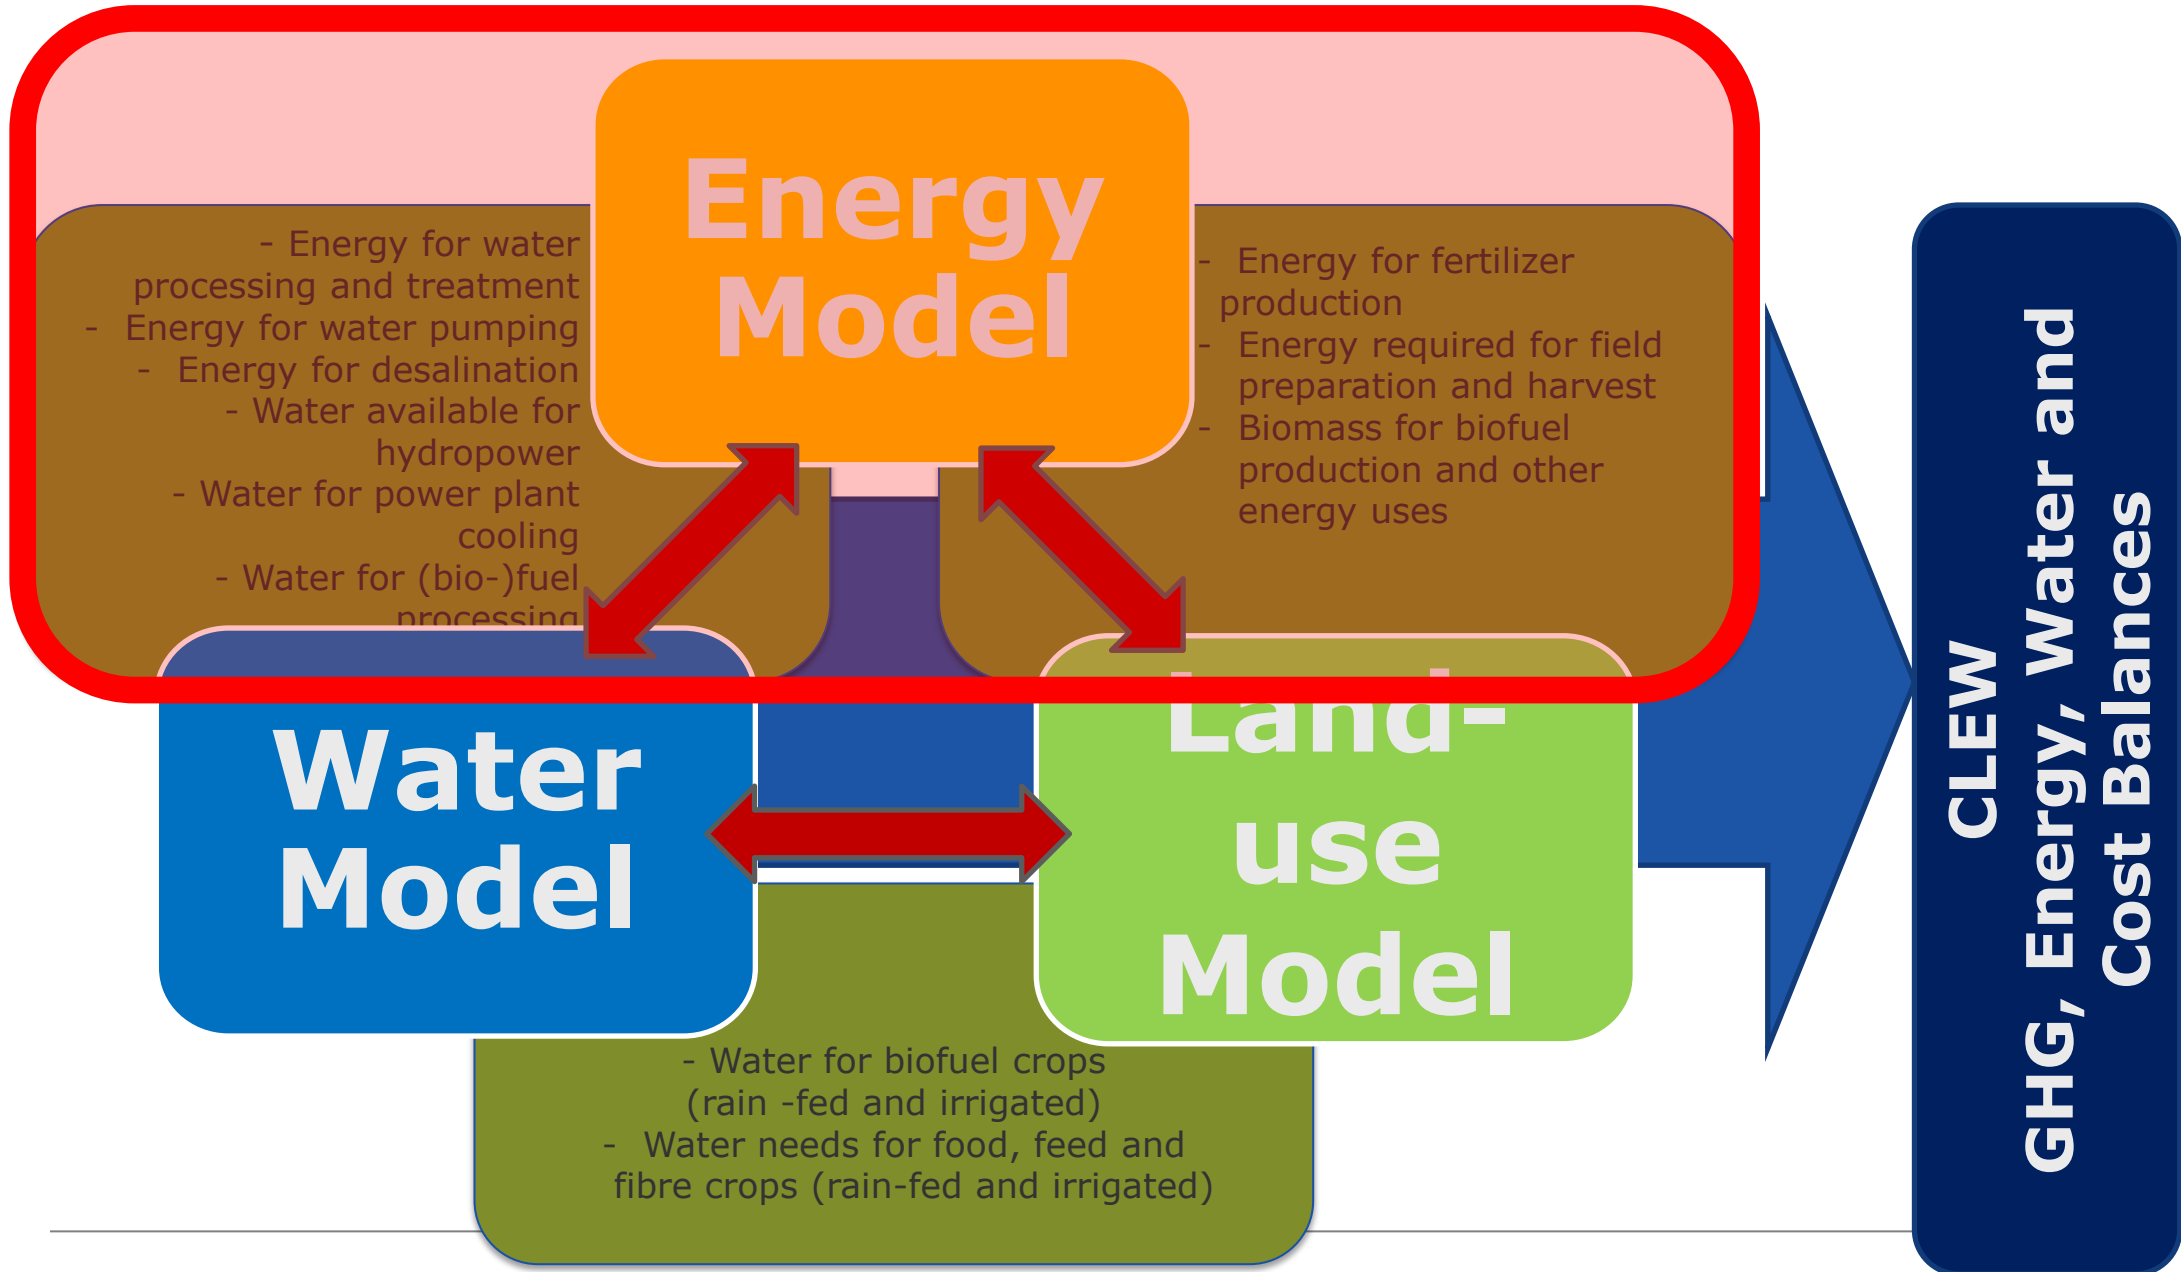 Energy
Model
- Energy for water
processing and treatment
- Energy for water pumping
- Energy for desalination
- Water available for
hydropower
- Water for power plant
cooling
- Water for (bio-)fuel
processing
- Energy for fertilizer
production
- Energy required for field
preparation and harvest
- Biomass for biofuel
production and other
energy uses
Water
Model
Land-
use
Model
- Water for biofuel crops
(rain -fed and irrigated)
- Water needs for food, feed and
fibre crops (rain-fed and irrigated)
CLEW
GHG, Energy, Water and
Cost Balances